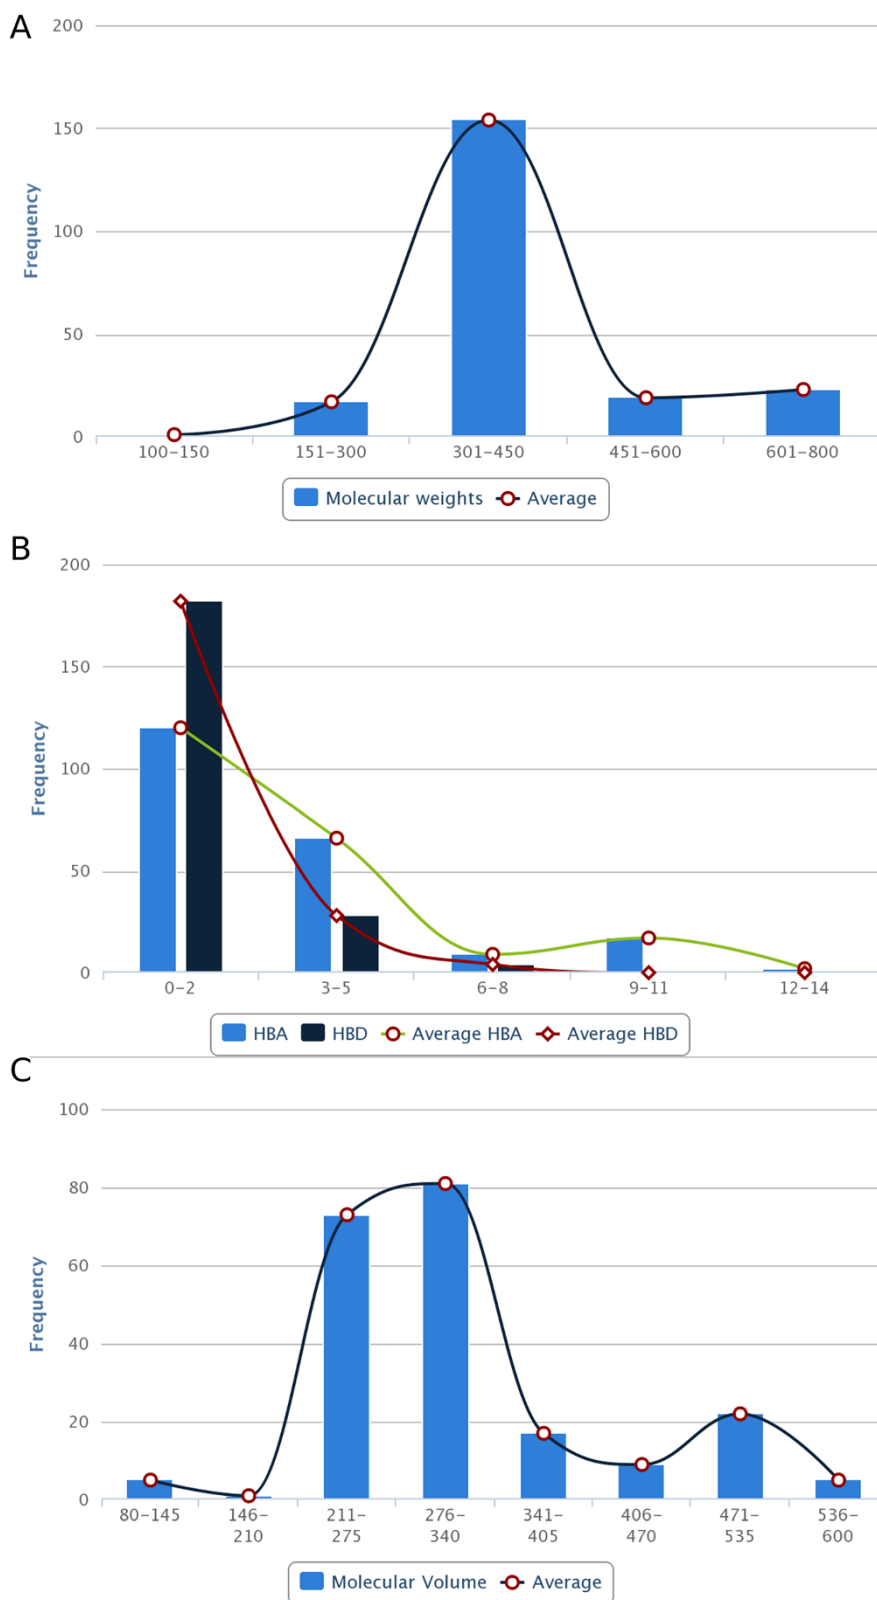 A
200
150
100
50
0
Frequency
100–150 151–300 301–450 451–600 601–800
Molecular weights Average
B
200
150
100
50
0
Frequency
0–2 3–5 6–8 9–11 12–14
HBA HBD Average HBA Average HBD
C
100
80
60
40
20
0
Frequency
80–145 146– 211– 276– 341– 406– 471– 536–
210 275 340 405 470 535 600
Molecular Volume Average